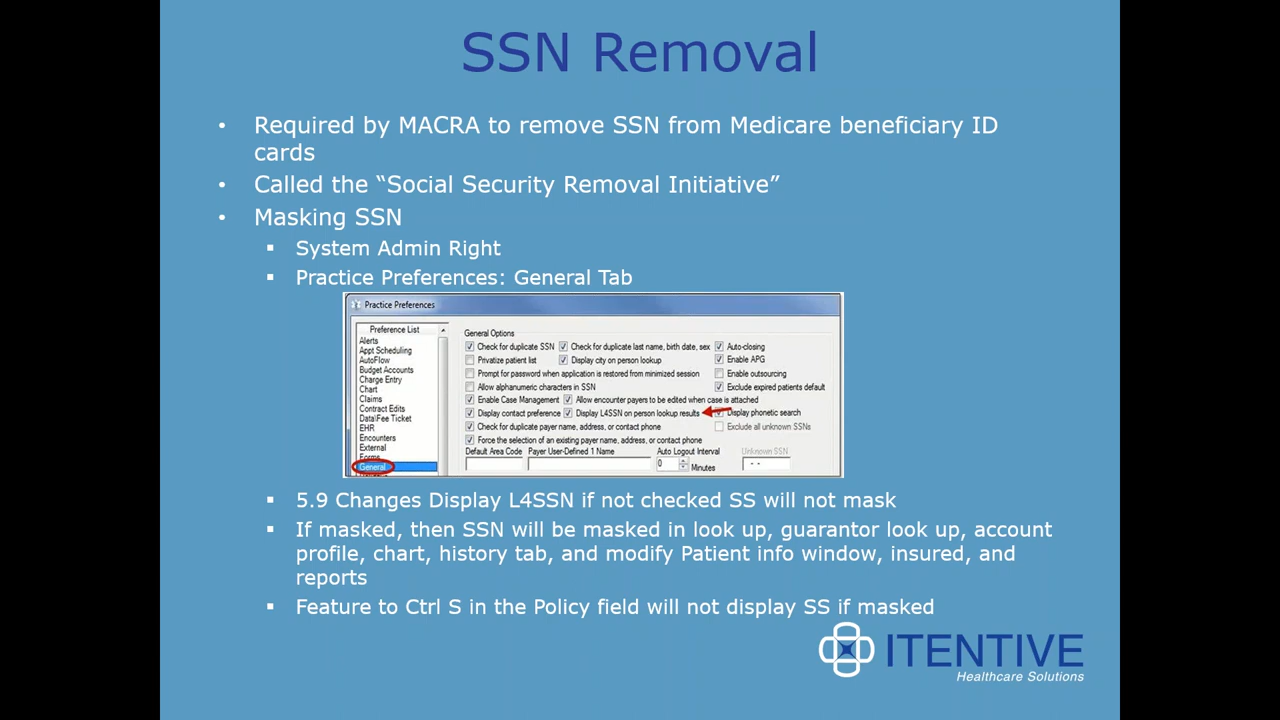 SSN Removal
• Required by MACRA to remove SSN from Medicare beneficiary ID
cards
• Called the “Social Security Removal Initiative”
• Masking SSN
▪ System Admin Right
▪ Practice Preferences: General Tab
Practice Preferences
Preference List
Alerts
Appt Scheduling
AutoFlow
Budget Accounts
Charge Entry
Chart
Claims
Contract Edits
Data\Fee Ticket
EHR
Encounters
External
Forms
General
General Options
Check for duplicate SSN Check for duplicate last name, birth date, sex Auto-closing
Privatize patient list Display city on person lookup Enable APG
Prompt for password when application is restored from minimized session Enable outsourcing
Allow alphanumeric characters in SSN Exclude expired patients default
Enable Case Management Allow encounter payers to be edited when case is attached
Display contact preference Display L4SSN on person lookup results Display phonetic search
Check for duplicate payer name, address, or contact phone Exclude all unknown SSNs
Force the selection of an existing payer name, address, or contact phone
Default Area Code Payer User-Defined 1 Name Auto Logout Interval Unknown SSN
0 Minutes - -
▪ 5.9 Changes Display L4SSN if not checked SS will not mask
▪ If masked, then SSN will be masked in look up, guarantor look up, account
profile, chart, history tab, and modify Patient info window, insured, and
reports
▪ Feature to Ctrl S in the Policy field will not display SS if masked
ITENTIVE
Healthcare Solutions